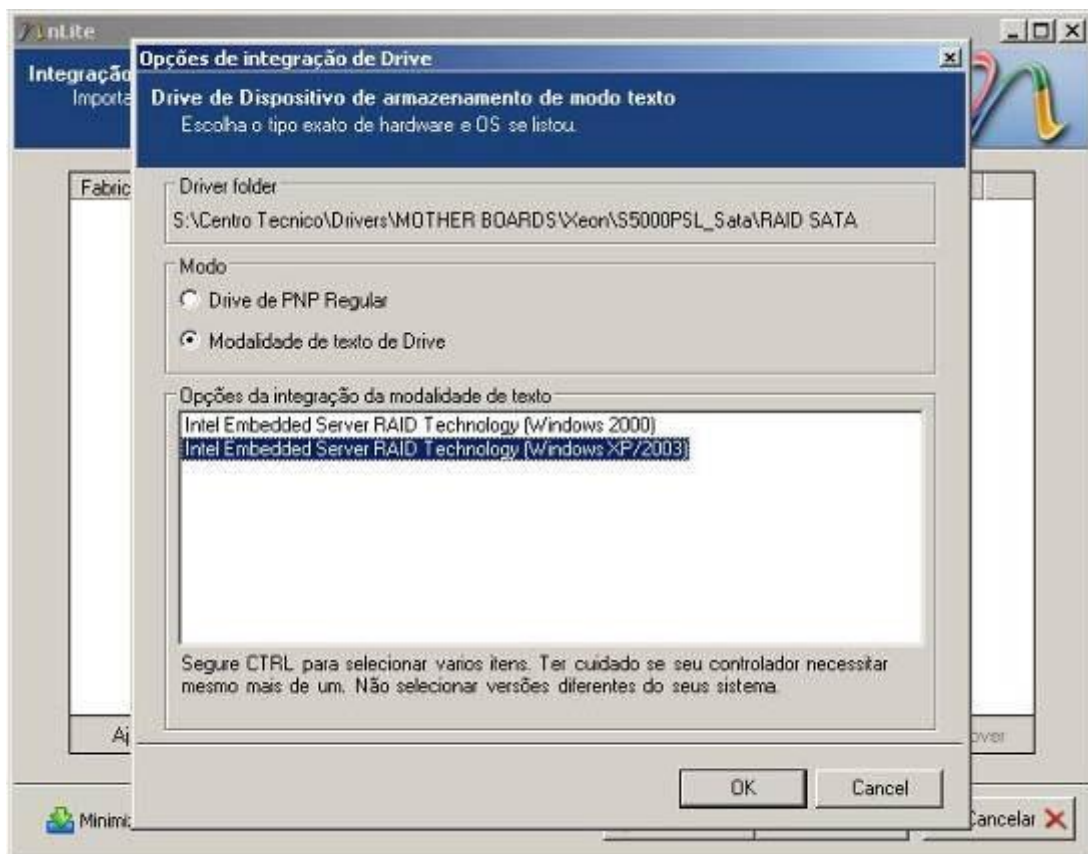 nLite
Opções de integração de Drive
Integração
Importa
Drive de Dispositivo de armazenamento de modo texto
Escolha o tipo exato de hardware e OS se listou.
Fabric
Driver folder
S:\Centro Tecnico\Drivers\MOTHER BOARDS\Xeon\S5000PSL_Sata\RAID SATA
Modo
Drive de PNP Regular
Modalidade de texto de Drive
Opções da integração da modalidade de texto
Intel Embedded Server RAID Technology (Windows 2000)
Intel Embedded Server RAID Technology (Windows XP/2003)
Segure CTRL para selecionar varios itens. Ter cuidado se seu controlador necessitar
mesmo mais de um. Não selecionar versões diferentes do seus sistema.
Aj
over
OK
Cancel
Minimi
Cancelar